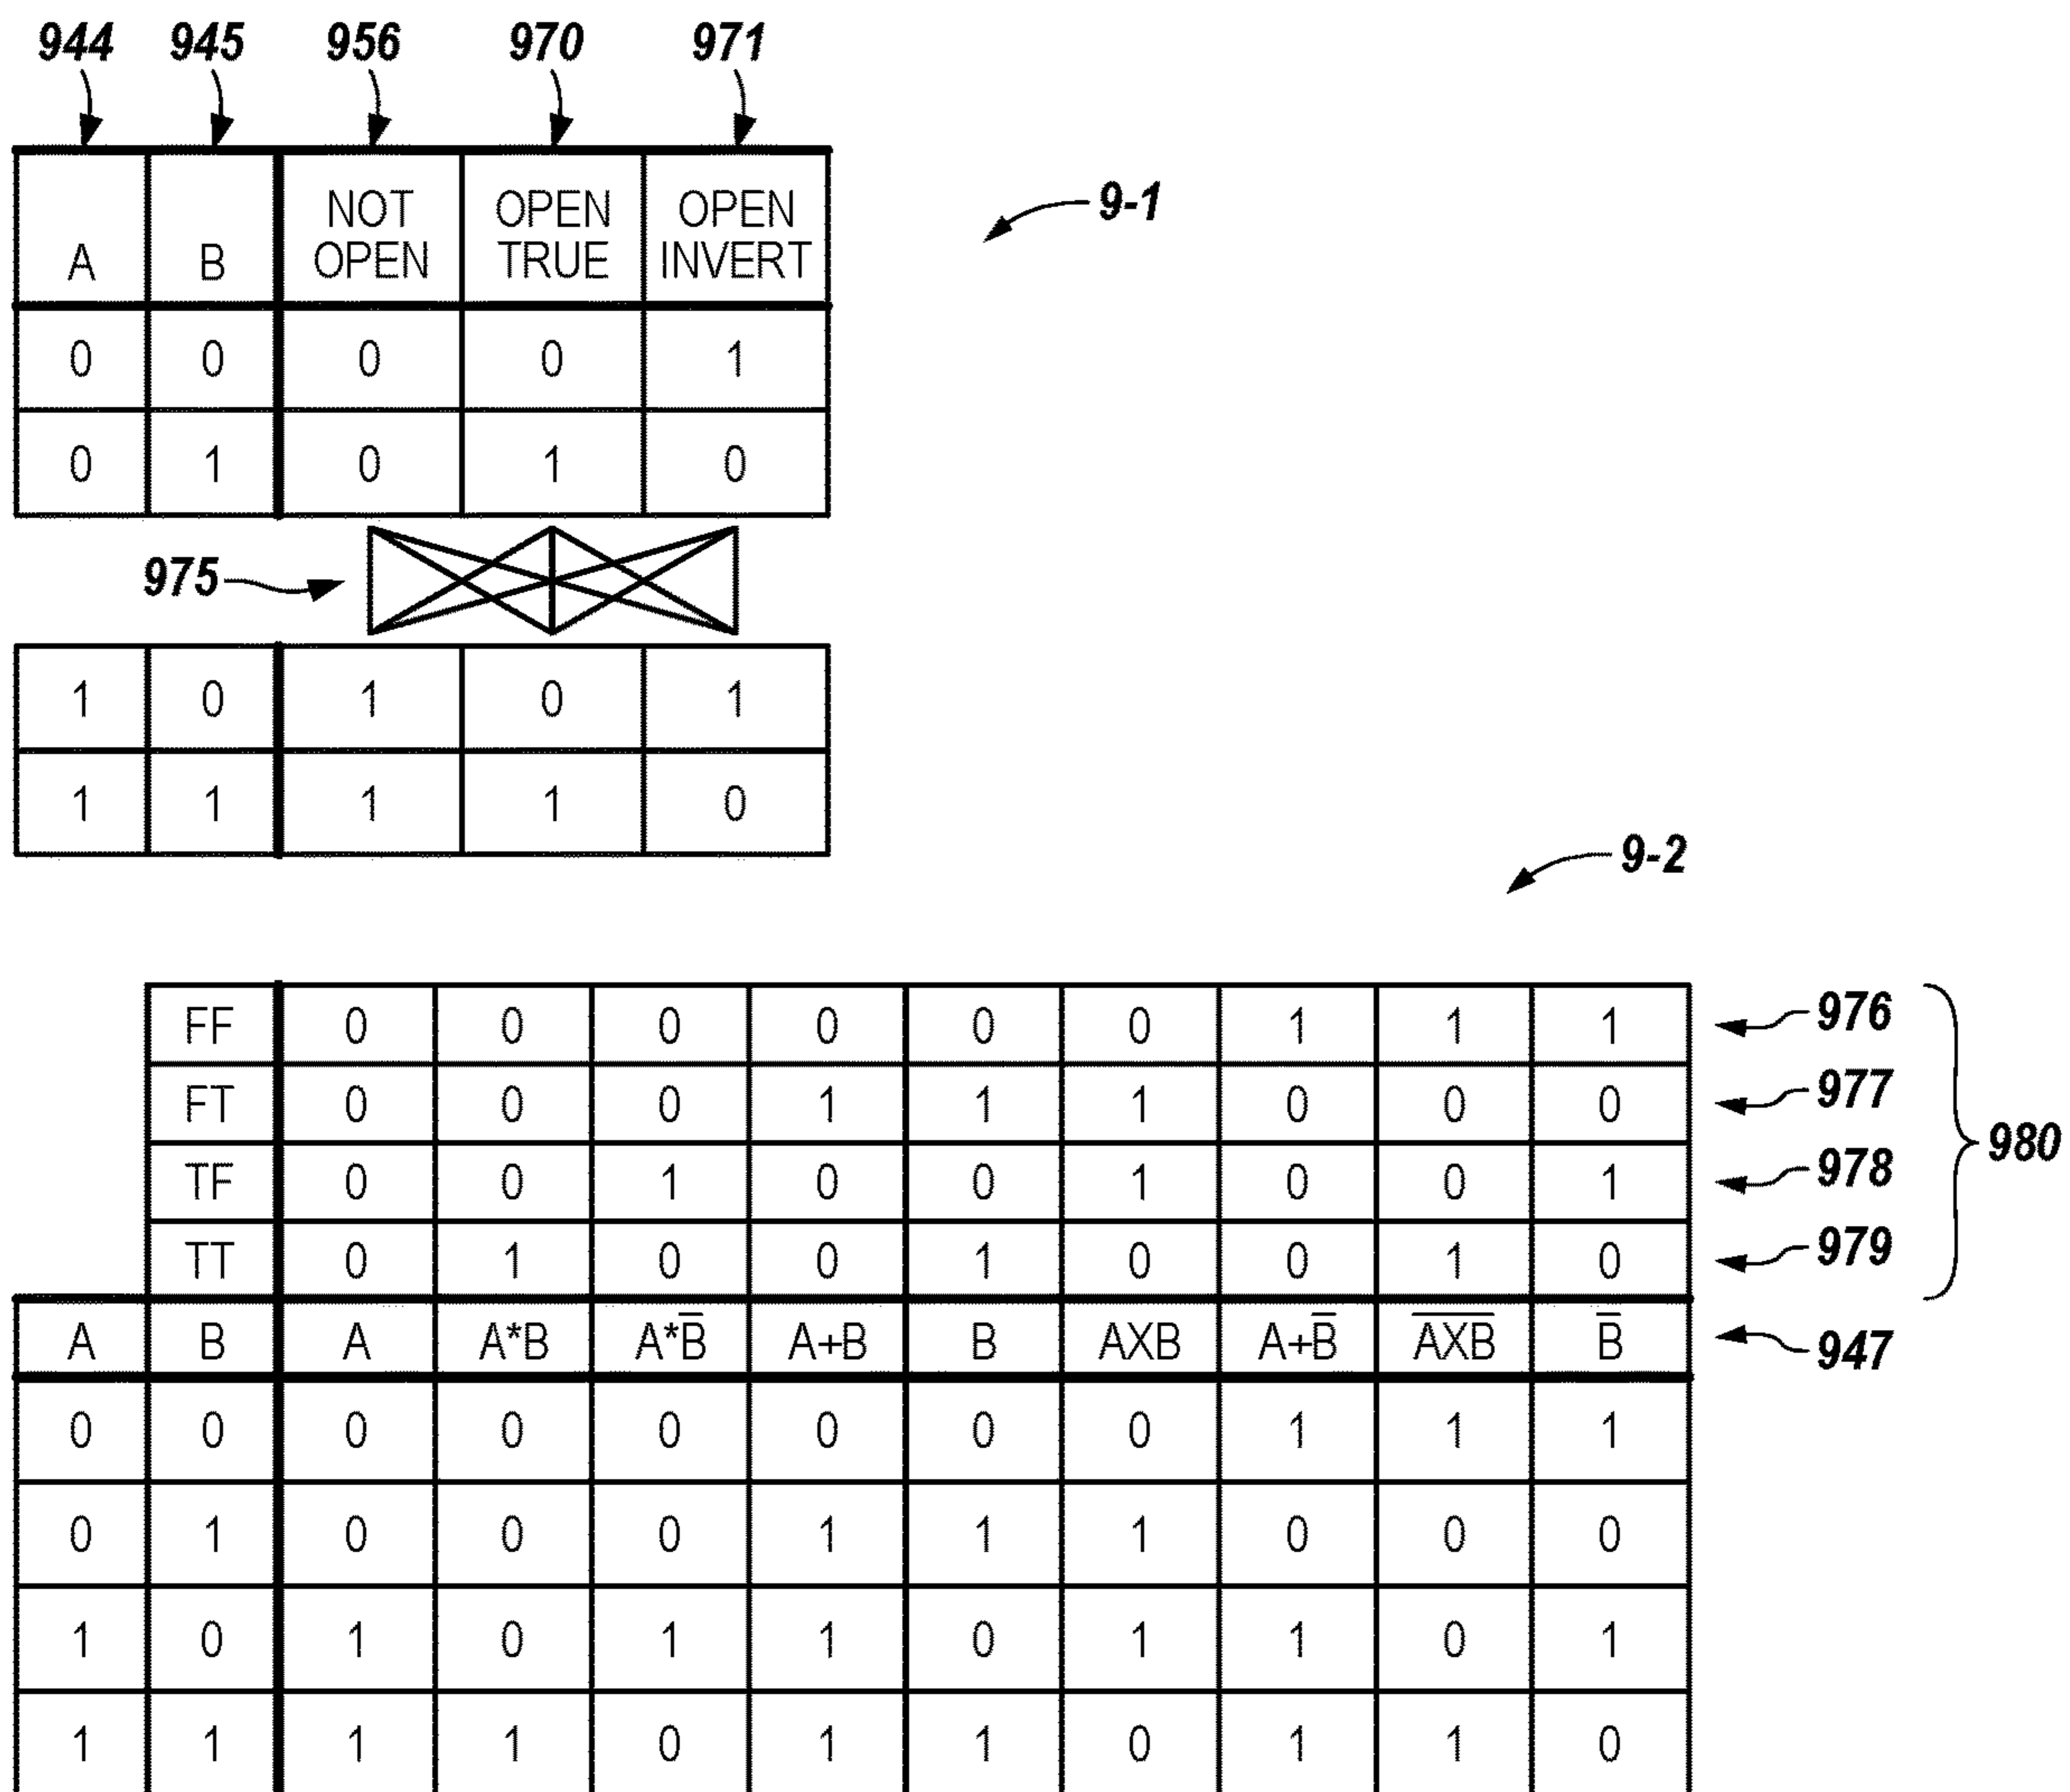 944 945 956 970 971
A B NOT OPEN OPEN TRUE OPEN INVERT
9-1
0 0 0 0 1
0 1 0 1 0
975
1 0 1 0 1
1 1 1 1 0
9-2
FF 0 0 0 0 0 0 1 1 1 976
FT 0 0 0 1 1 1 0 0 0 977
980
TF 0 0 1 0 0 1 0 0 1 978
TT 0 1 0 0 1 0 0 1 0 979
A B A A*B A*B̅ A+B B AXB A+B̅ A̅X̅B̅ B̅ 947
0 0 0 0 0 0 0 0 1 1 1
0 1 0 0 0 1 1 1 0 0 0
1 0 1 0 1 1 0 1 1 0 1
1 1 1 1 0 1 1 0 1 1 0